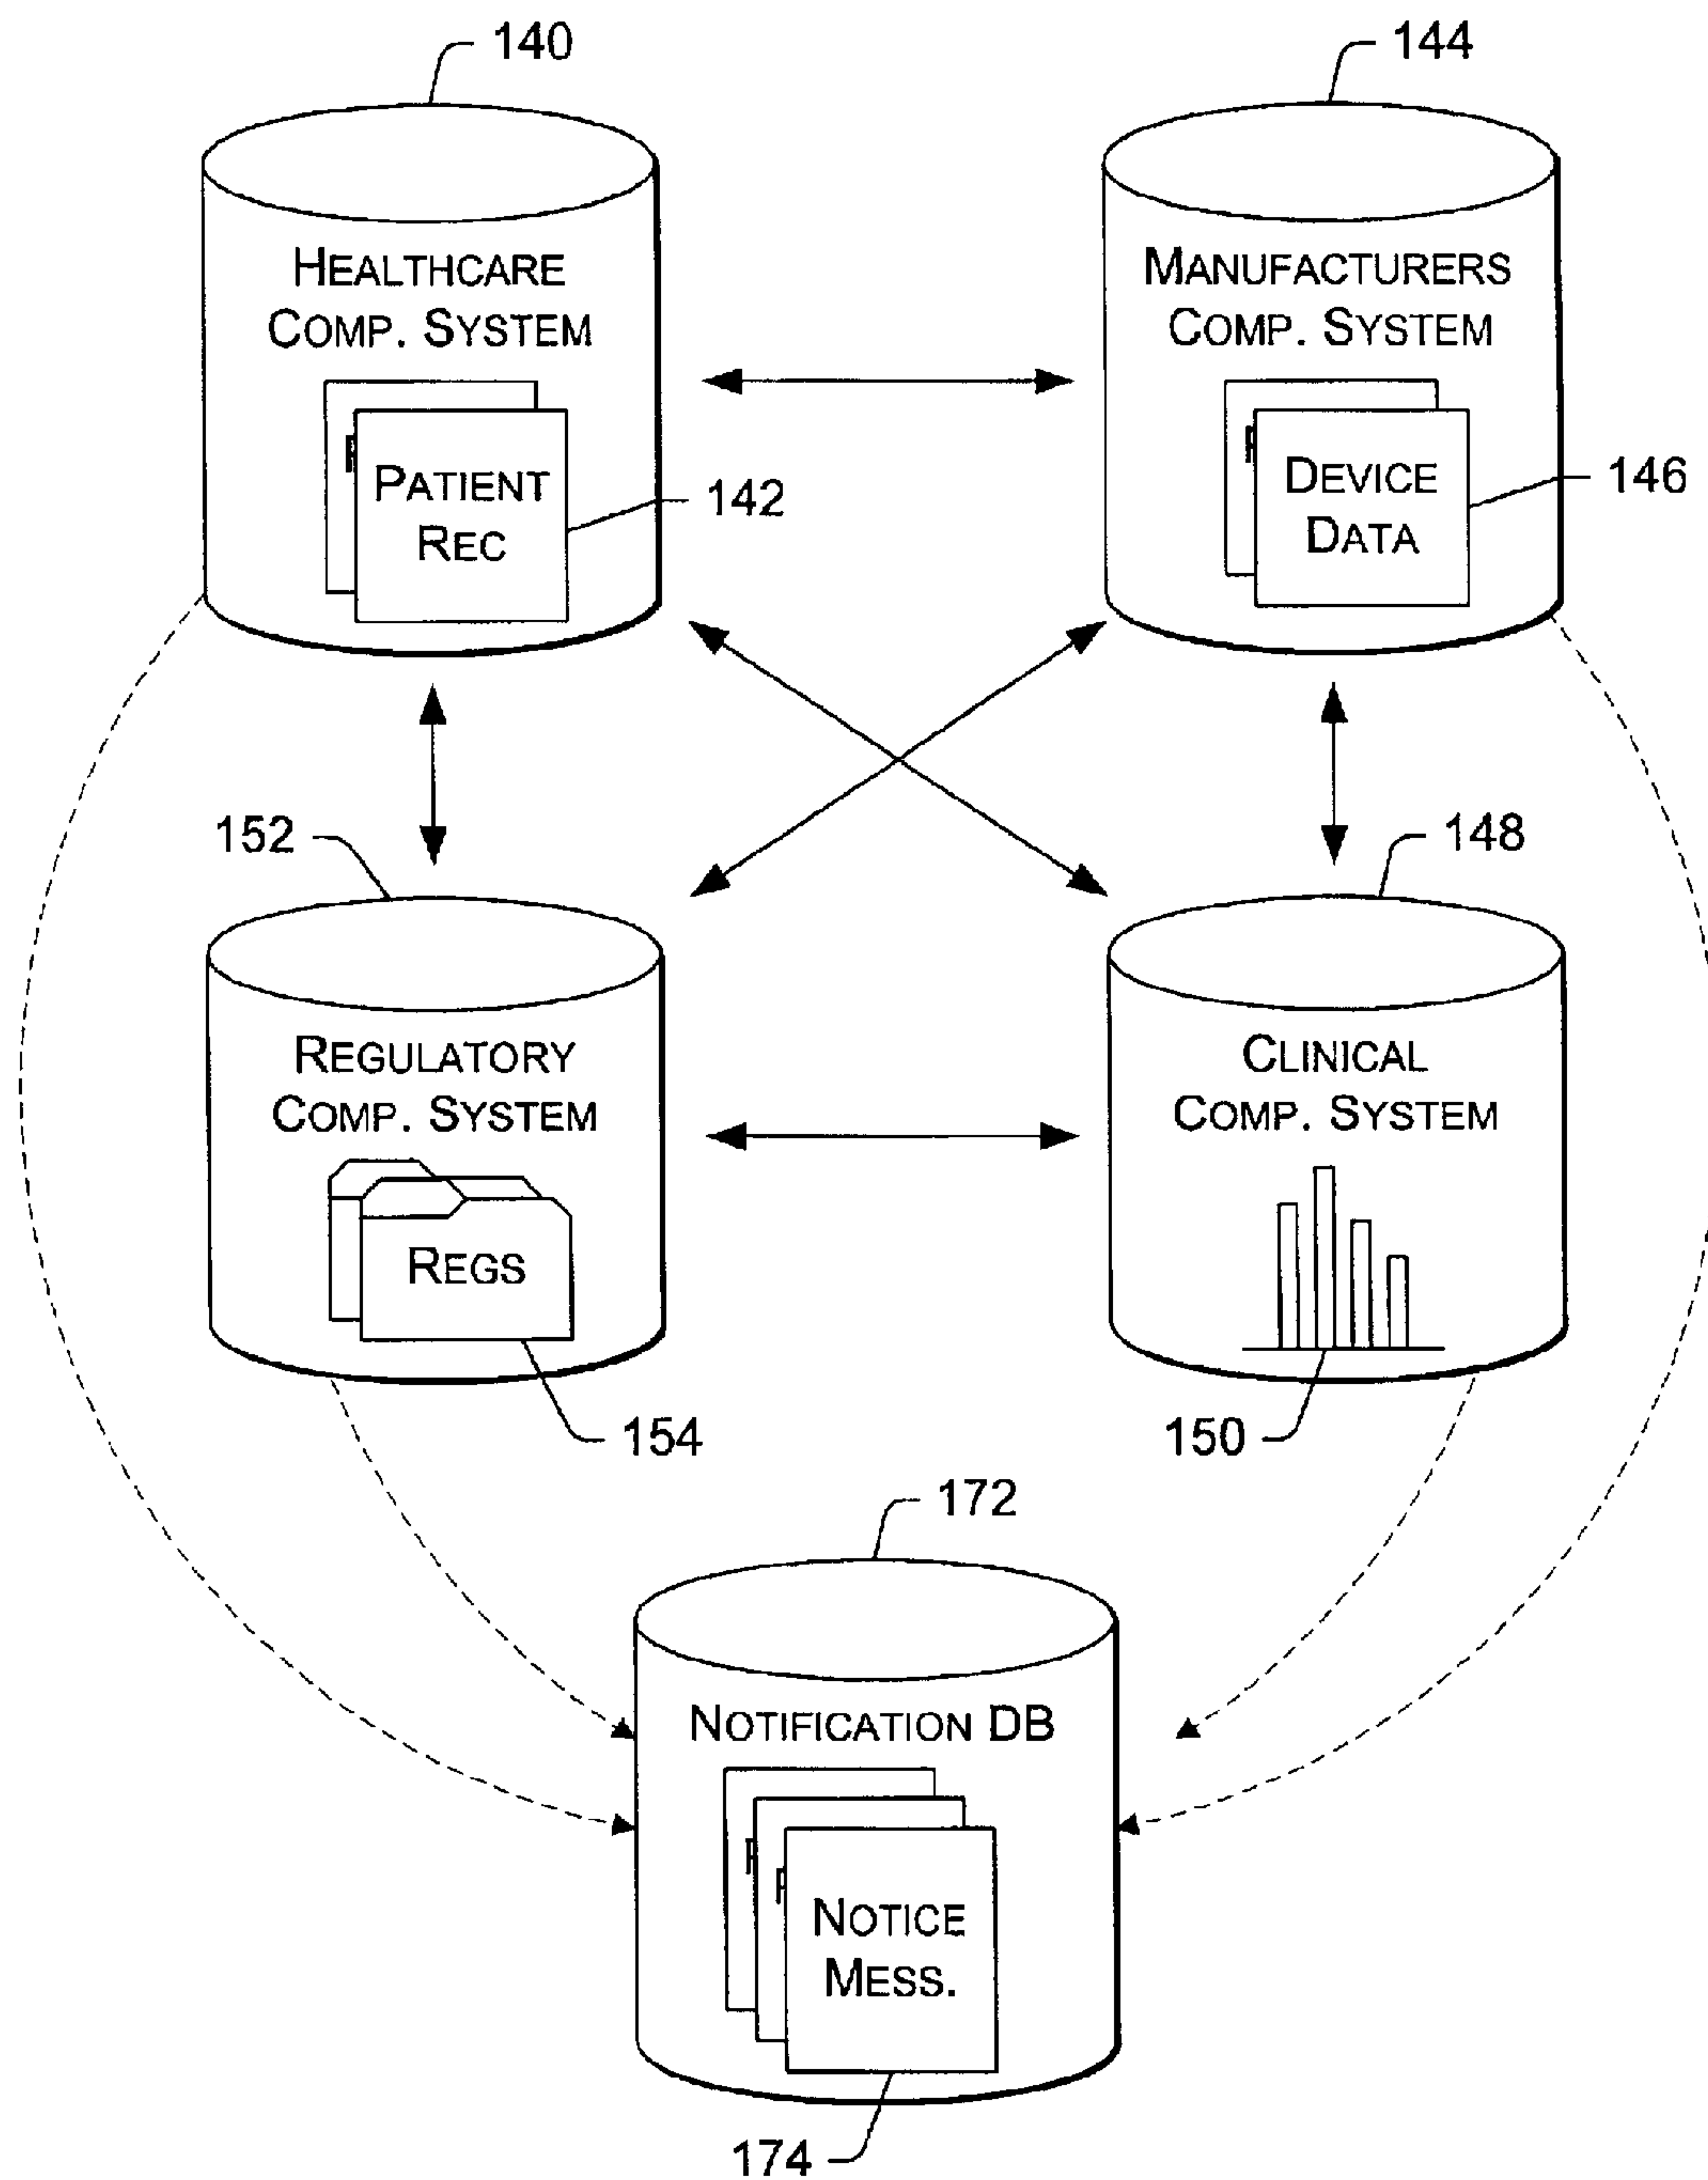 140
144
HEALTHCARE
COMP. SYSTEM
MANUFACTURERS
COMP. SYSTEM
PATIENT
REC
142
DEVICE
DATA
146
152
148
REGULATORY
COMP. SYSTEM
CLINICAL
COMP. SYSTEM
REGS
154
150
172
NOTIFICATION DB
NOTICE
MESS.
174